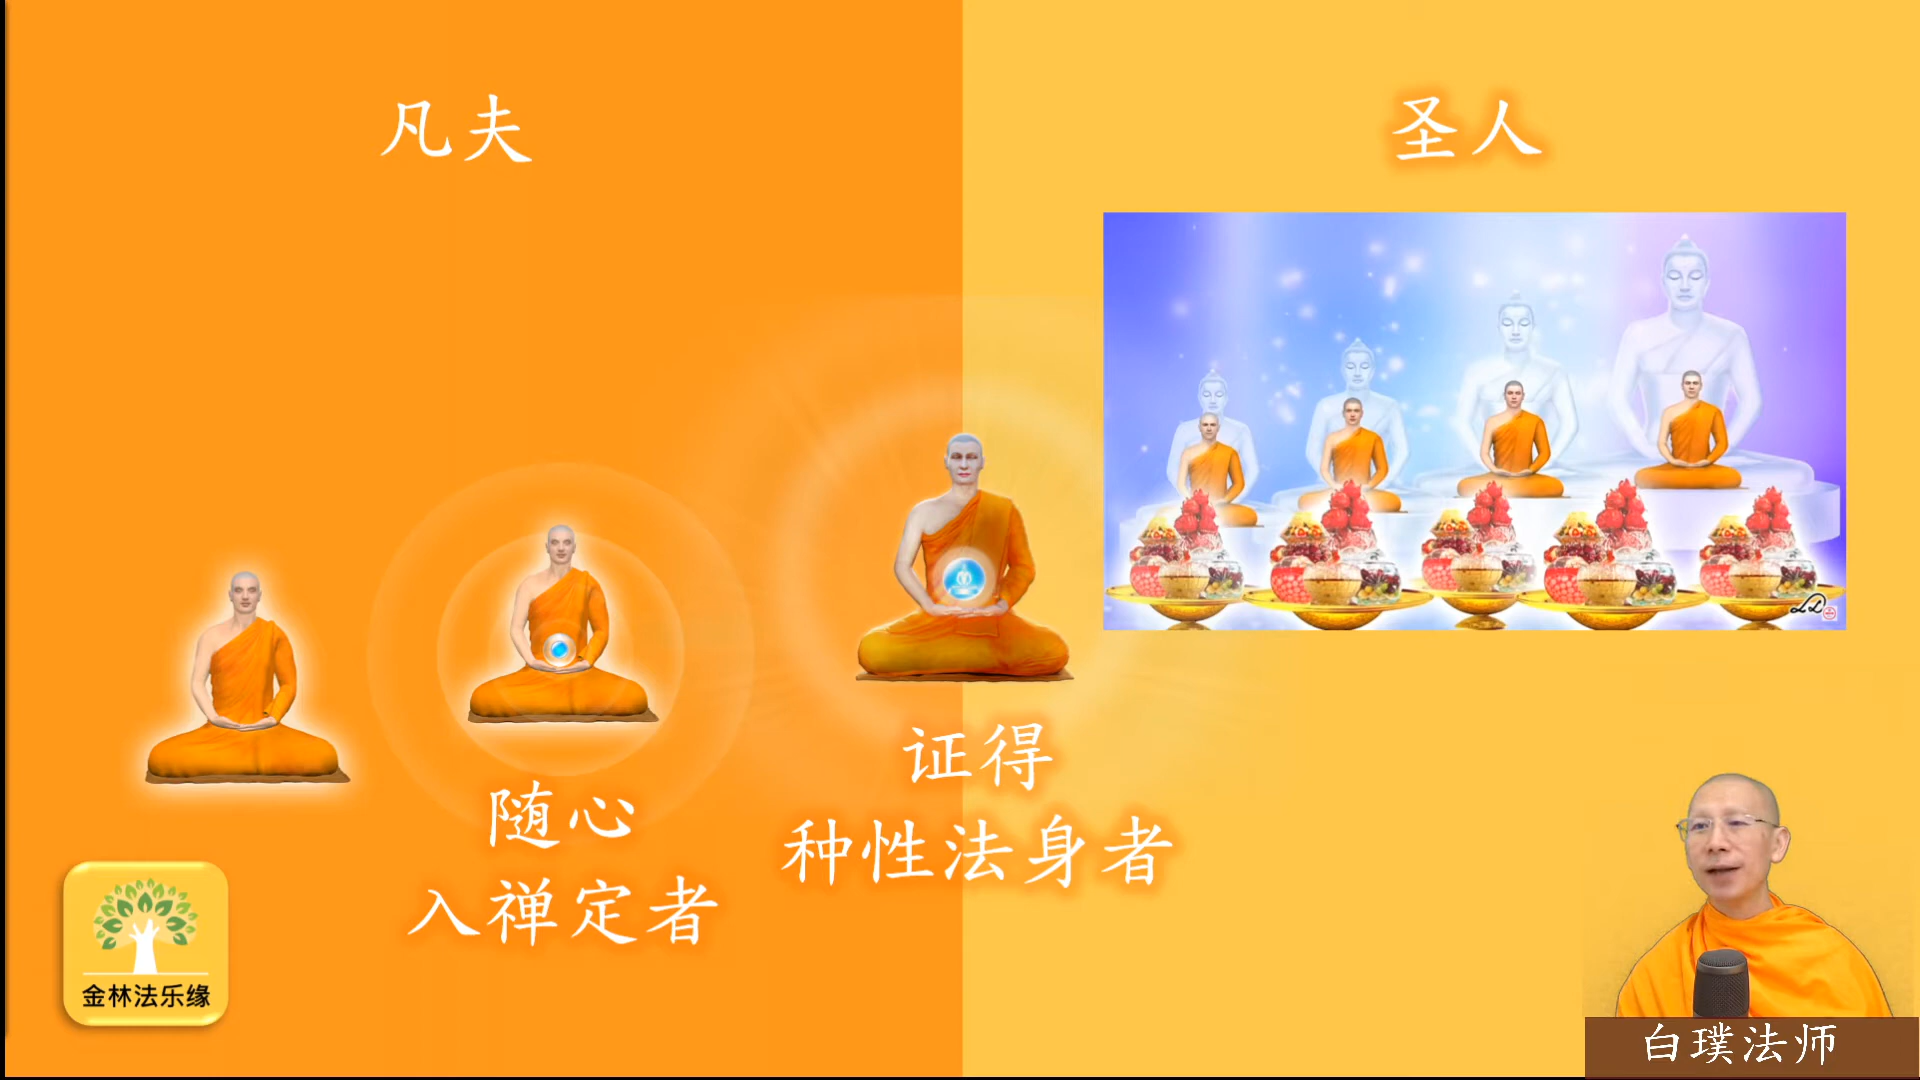 凡夫
圣人
证得
种性法身者
随心
入禅定者
金林法乐缘
白璞法师